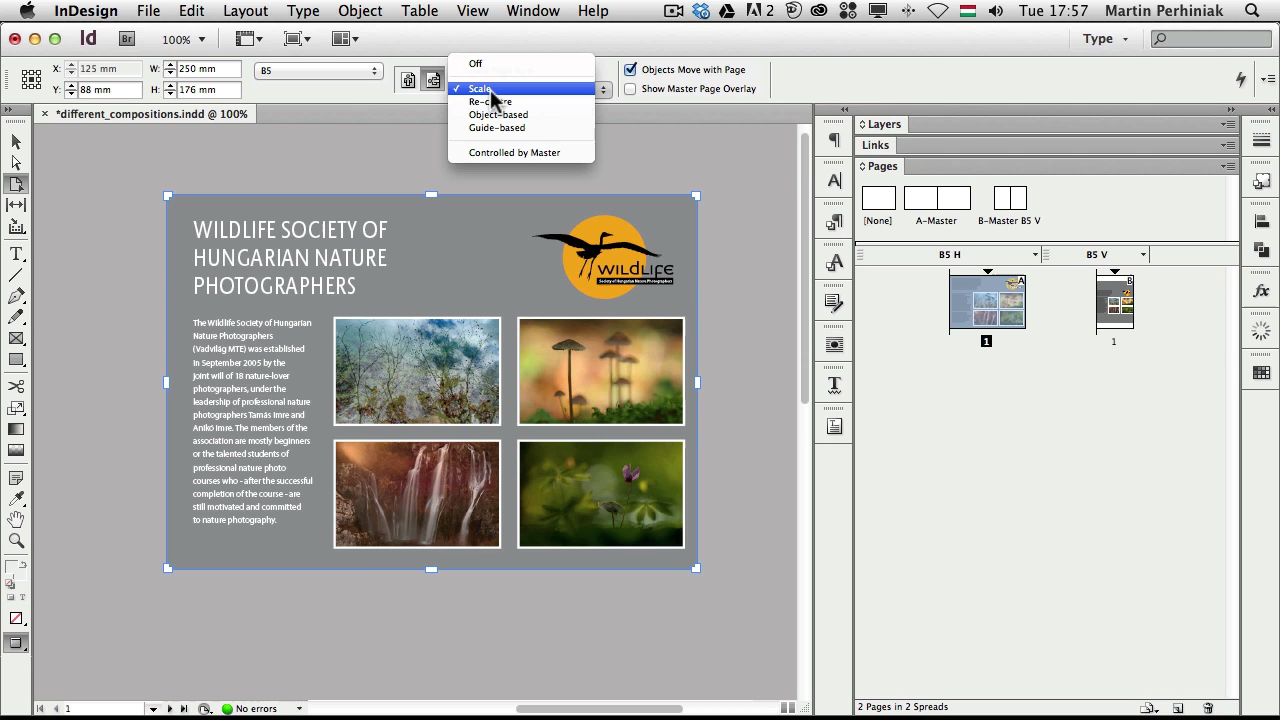 InDesign File Edit Layout Type Object Table View Window Help A 2 Tue 17:57 Martin Perhiniak
Id Br 100% Type
X: 125 mm W: 250 mm B5 Off Objects Move with Page
Y: 88 mm H: 176 mm ✓ Scale Show Master Page Overlay
Object-based
Guide-based
Controlled by Master
× *different_compositions.indd @ 100%
Layers
Links
Pages
[None] A-Master B-Master B5 V
B5 H B5 V
A B
1 1
WILDLIFE SOCIETY OF
HUNGARIAN NATURE
PHOTOGRAPHERS
WILDLIFE
Society of Hungarian Nature Photographers
The Wildlife Society of Hungarian
Nature Photographers
(Vadvilág MTE) was established
in September 2005 by the
joint will of 18 nature-lover
photographers, under the
leadership of professional nature
photographers Tamás Imre and
Anikó Imre. The members of the
association are mostly beginners
or the talented students of
professional nature photo
courses who - after the successful
completion of the course - are
still motivated and committed
to nature photography.
1 No errors
2 Pages in 2 Spreads